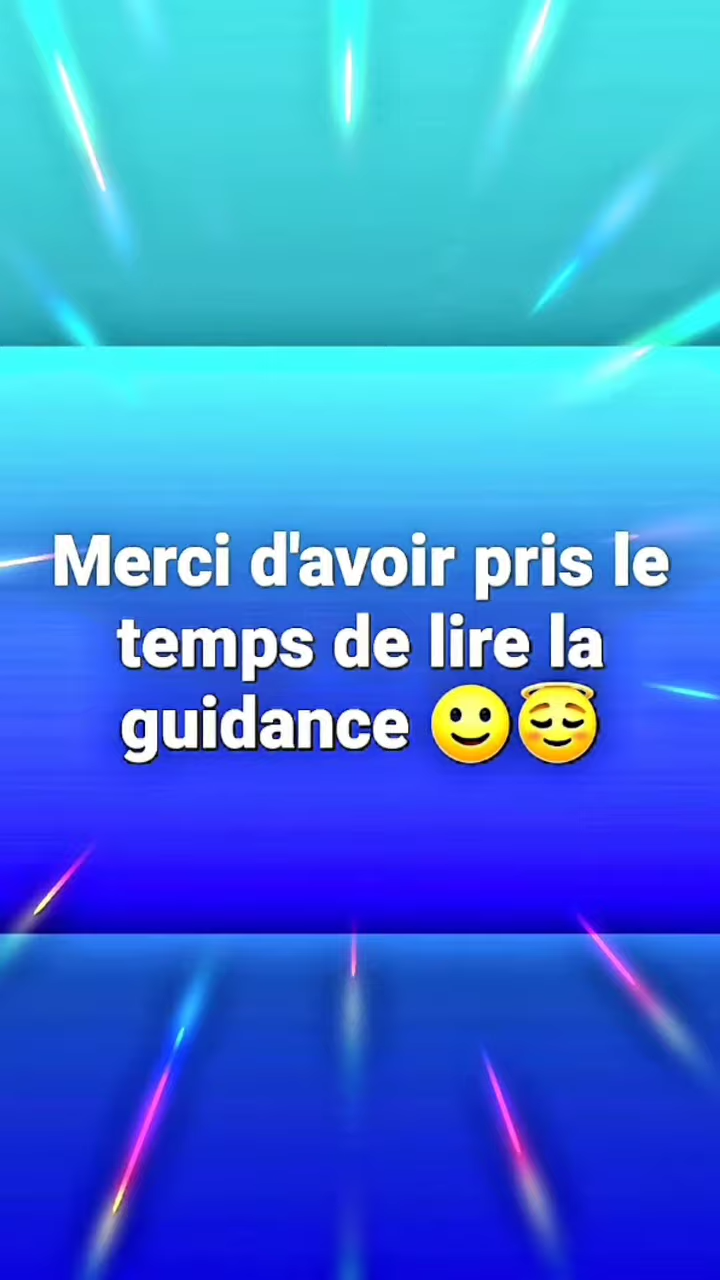 Merci d'avoir pris le
temps de lire la
guidance 🙂😇